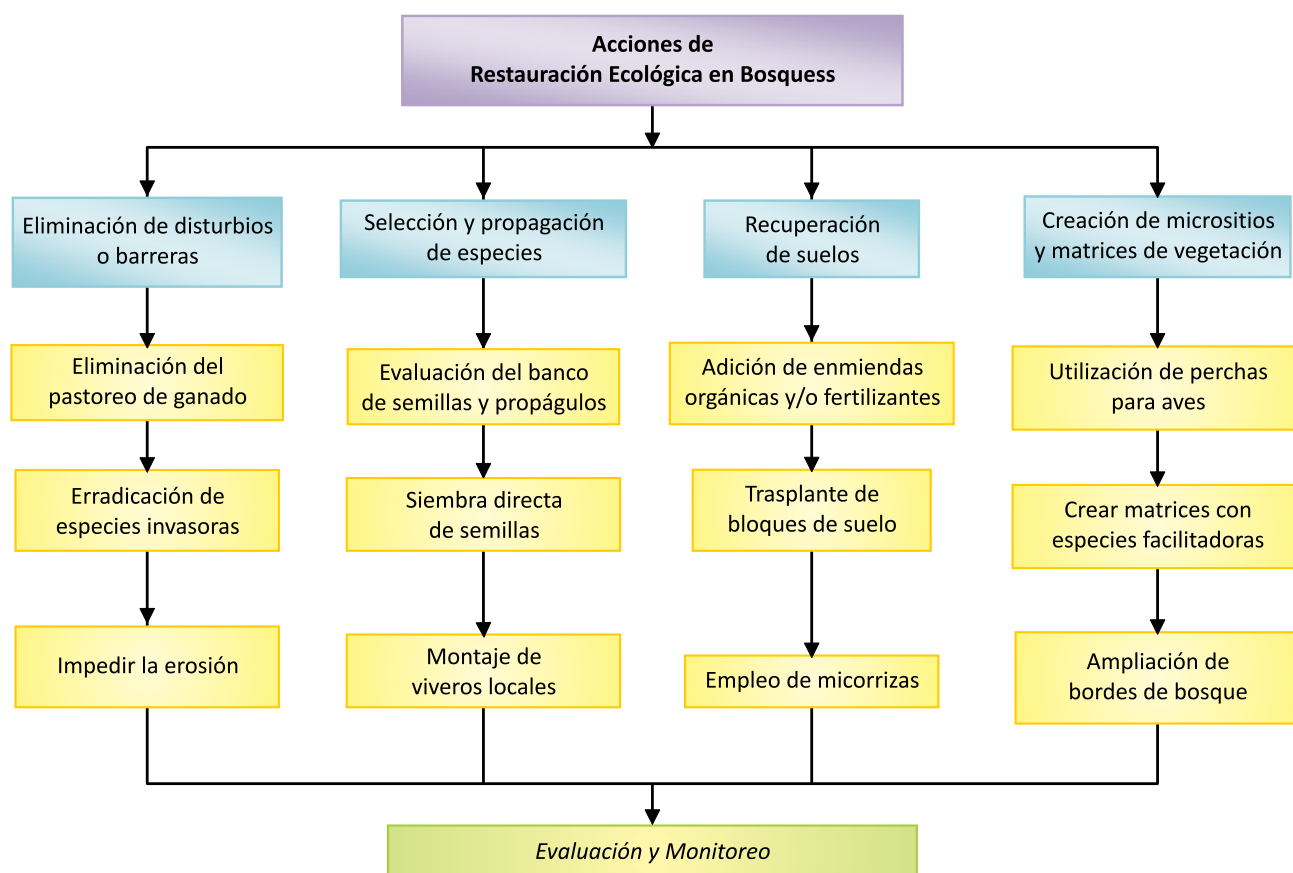 Acciones de
Restauración Ecológica en Bosquess
Eliminación de disturbios
o barreras
Selección y propagación
de especies
Recuperación
de suelos
Creación de micrositios
y matrices de vegetación
Eliminación del
pastoreo de ganado
Evaluación del banco
de semillas y propágulos
Adición de enmiendas
orgánicas y/o fertilizantes
Utilización de perchas
para aves
Erradicación de
especies invasoras
Siembra directa
de semillas
Trasplante de
bloques de suelo
Crear matrices con
especies facilitadoras
Impedir la erosión
Montaje de
viveros locales
Empleo de micorrizas
Ampliación de
bordes de bosque
Evaluación y Monitoreo